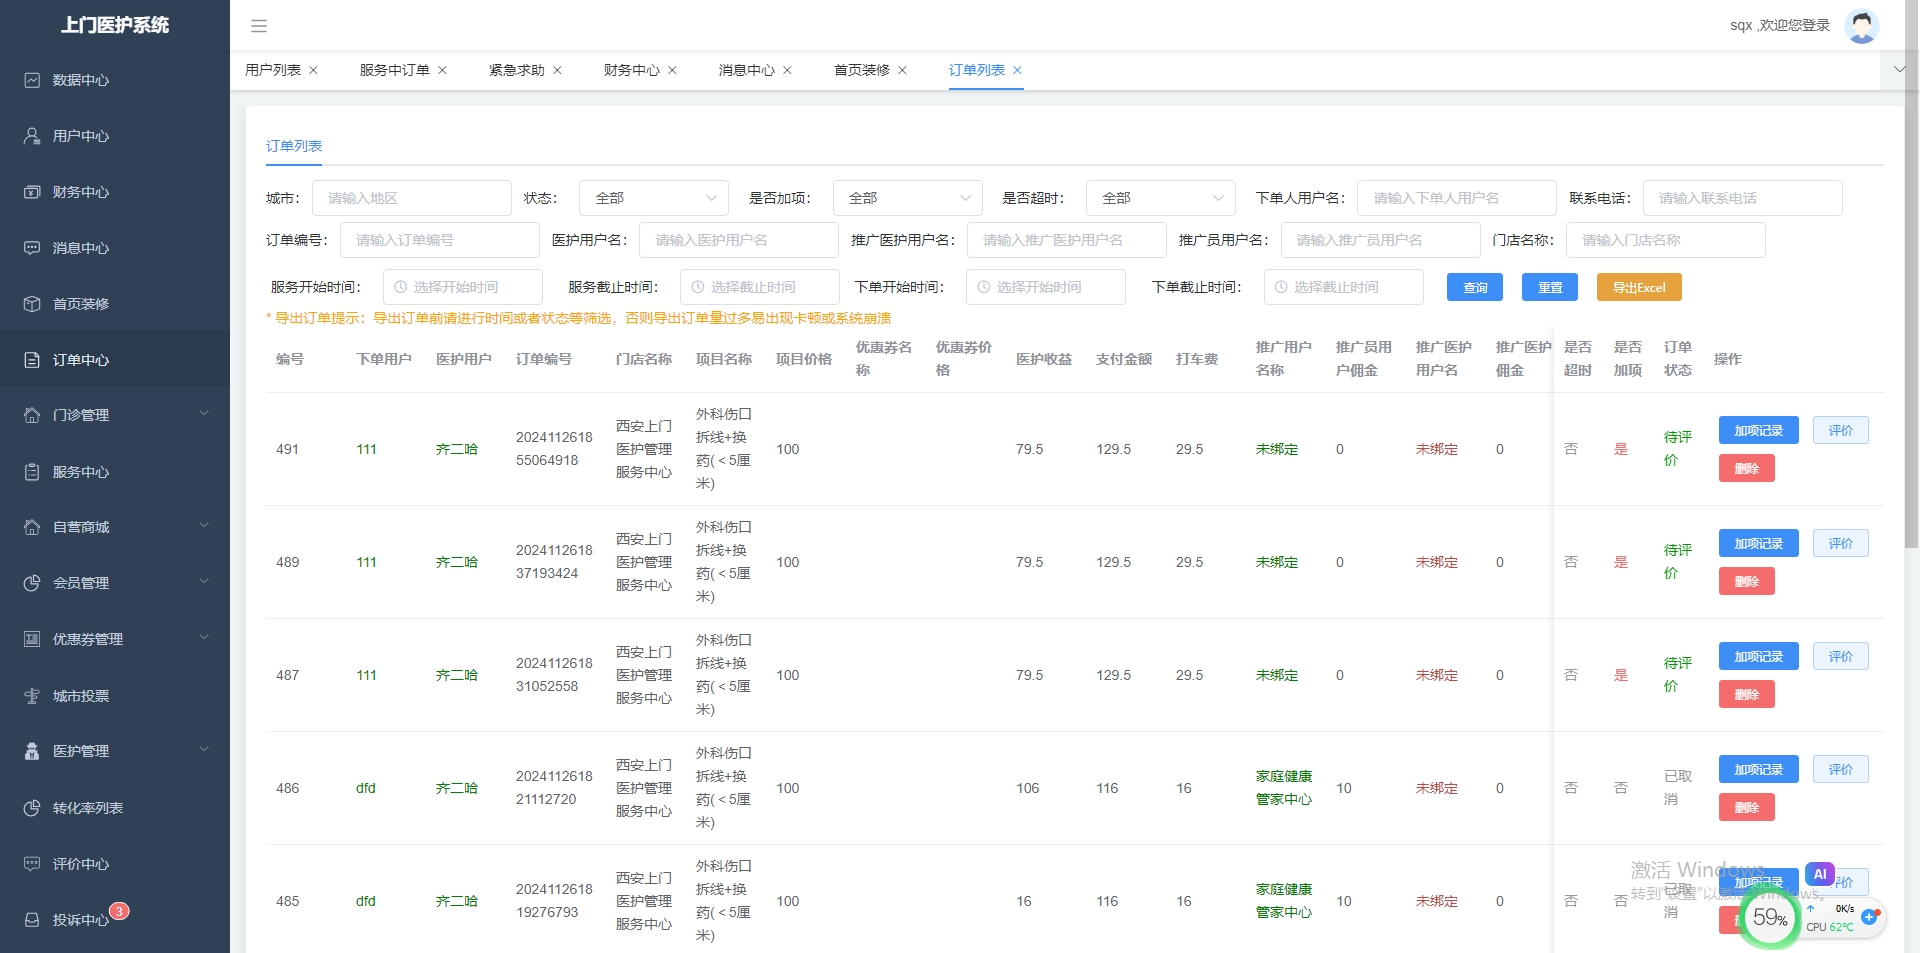 上门医护系统
sqx ,欢迎您登录
数据中心
用户中心
财务中心
消息中心
首页装修
订单中心
门诊管理
服务中心
自营商城
会员管理
优惠券管理
城市投票
医护管理
转化率列表
评价中心
投诉中心 3
用户列表 服务中订单 紧急求助 财务中心 消息中心 首页装修 订单列表
订单列表
城市： 请输入地区 状态： 全部 是否加项： 全部 是否超时： 全部 下单人用户名： 请输入下单人用户名 联系电话： 请输入联系电话
订单编号： 请输入订单编号 医护用户名： 请输入医护用户名 推广医护用户名： 请输入推广医护用户名 推广员用户名： 请输入推广员用户名 门店名称： 请输入门店名称
服务开始时间： 选择开始时间 服务截止时间： 选择截止时间 下单开始时间： 选择开始时间 下单截止时间： 选择截止时间 查询 重置 导出Excel
* 导出订单提示：导出订单前请进行时间或者状态等筛选，否则导出订单量过多易出现卡顿或系统崩溃
编号 下单用户 医护用户 订单编号 门店名称 项目名称 项目价格 优惠券名称 优惠券价格 医护收益 支付金额 打车费 推广用户名称 推广员用户佣金 推广医护用户名 推广医护佣金 是否超时 是否加项 订单状态 操作
491 111 齐二哈 202411261855064918 西安上门医护管理服务中心 外科伤口拆线+换药(＜5厘米) 100 79.5 129.5 29.5 未绑定 0 未绑定 0 否 是 待评价 加项记录 评价 删除
489 111 齐二哈 202411261837193424 西安上门医护管理服务中心 外科伤口拆线+换药(＜5厘米) 100 79.5 129.5 29.5 未绑定 0 未绑定 0 否 是 待评价 加项记录 评价 删除
487 111 齐二哈 202411261831052558 西安上门医护管理服务中心 外科伤口拆线+换药(＜5厘米) 100 79.5 129.5 29.5 未绑定 0 未绑定 0 否 是 待评价 加项记录 评价 删除
486 dfd 齐二哈 202411261821112720 西安上门医护管理服务中心 外科伤口拆线+换药(＜5厘米) 100 106 116 16 家庭健康管家中心 10 未绑定 0 否 否 已取消 加项记录 评价 删除
485 dfd 齐二哈 202411261819276793 西安上门医护管理服务中心 外科伤口拆线+换药(＜5厘米) 100 16 116 16 家庭健康管家中心 10 未绑定 0 否 否 已取消 加项记录 价
激活 Windows
转到"设置"以激活 Windows。
AI
59%
0K/s
CPU 62℃